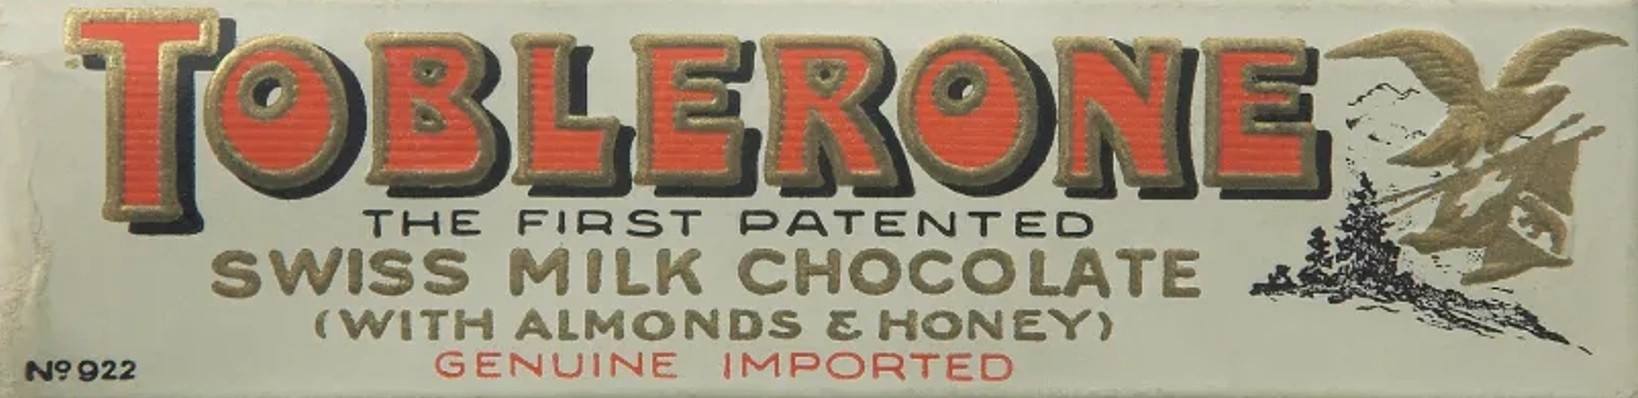 TOBLERONE
THE FIRST PATENTED
SWISS MILK CHOCOLATE
(WITH ALMONDS & HONEY)
GENUINE IMPORTED
Nº 922